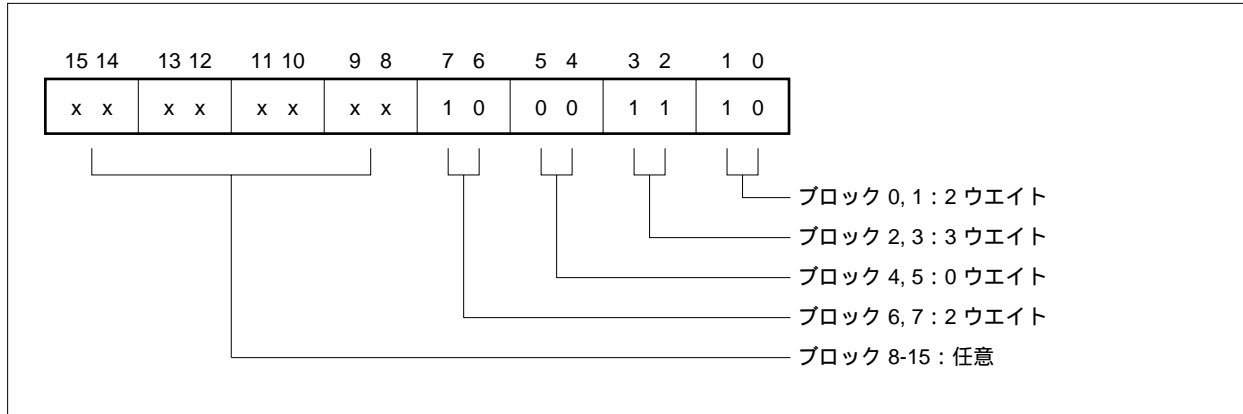 15 14 13 12 11 10 9 8 7 6 5 4 3 2 1 0
x x x x x x x x 1 0 0 0 1 1 1 0
ブロック 0, 1：2 ウエイト
ブロック 2, 3：3 ウエイト
ブロック 4, 5：0 ウエイト
ブロック 6, 7：2 ウエイト
ブロック 8-15：任意